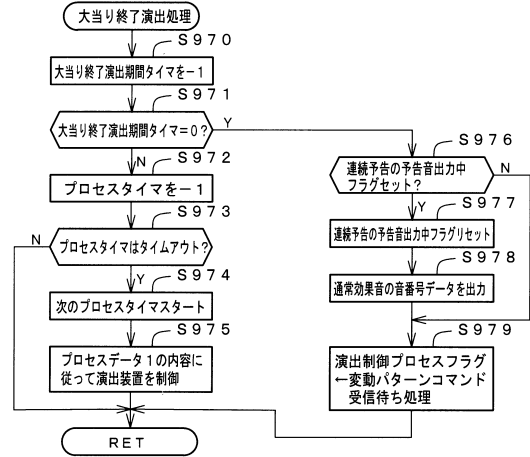 大当り終了演出処理
S970
大当り終了演出期間タイマを－1
S971
大当り終了演出期間タイマ＝0？
Y
N
S972
プロセスタイマを－1
S973
プロセスタイマはタイムアウト？
N
Y
S974
次のプロセスタイマスタート
S975
プロセスデータ1の内容に
従って演出装置を制御
S976
連続予告の予告音出力中
フラグセット？
N
Y
S977
連続予告の予告音出力中フラグリセット
S978
通常効果音の音番号データを出力
S979
演出制御プロセスフラグ
←変動パターンコマンド
受信待ち処理
RET